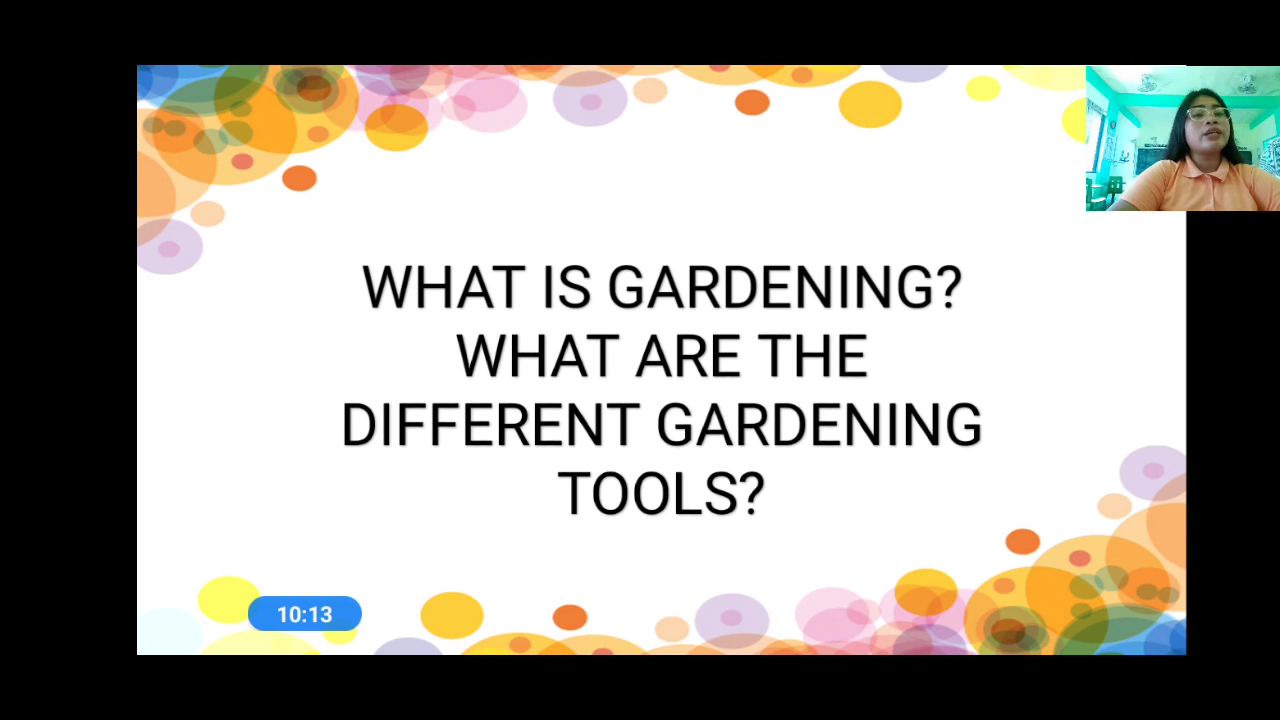 WHAT IS GARDENING?
WHAT ARE THE
DIFFERENT GARDENING
TOOLS?
10:13